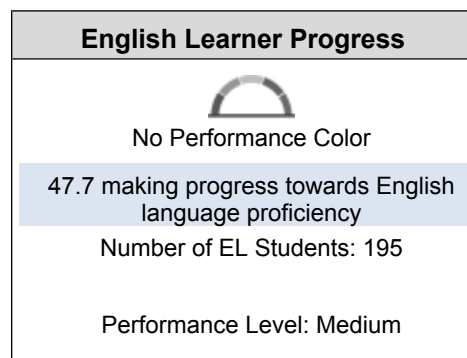 English Learner Progress
No Performance Color
47.7 making progress towards English
language proficiency
Number of EL Students: 195
Performance Level: Medium